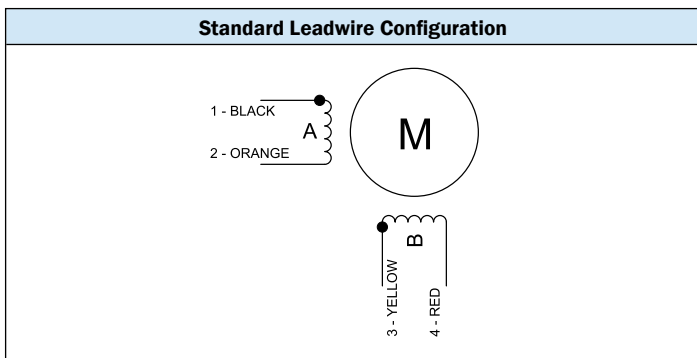 Standard Leadwire Configuration
1 - BLACK
A
2 - ORANGE
M
B
3 - YELLOW
4 - RED